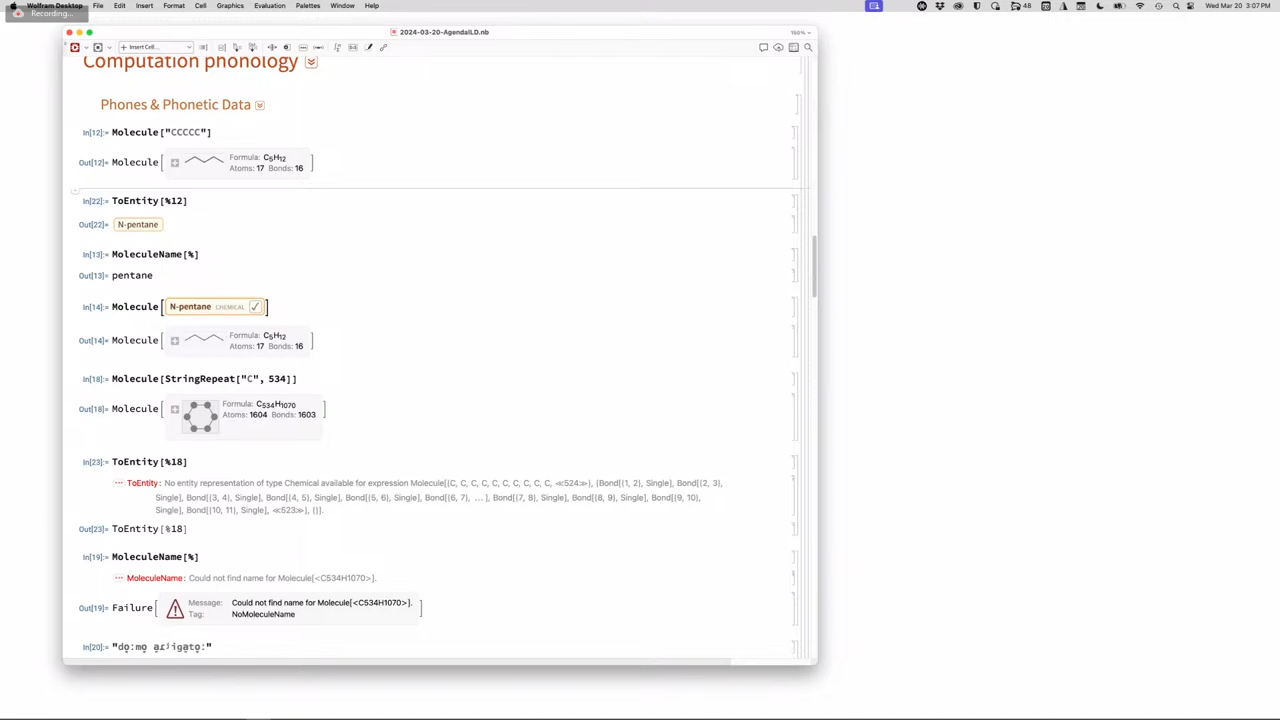 Wolfram Desktop File Edit Insert Format Cell Graphics Evaluation Palettes Window Help 48 Wed Mar 20 3:07 PM
Recording...
2024-03-20-AgendaILD.nb 160%
Insert Cell...
Computation phonology
Phones & Phonetic Data
In[12]:= Molecule["CCCCC"]
Out[12]= Molecule[ Formula: C₅H₁₂
Atoms: 17 Bonds: 16 ]
In[22]:= ToEntity[%12]
Out[22]= N-pentane
In[13]:= MoleculeName[%]
Out[13]= pentane
In[14]:= Molecule[ N-pentane CHEMICAL ✓ ]
Out[14]= Molecule[ Formula: C₅H₁₂
Atoms: 17 Bonds: 16 ]
In[18]:= Molecule[StringRepeat["C", 534]]
Out[18]= Molecule[ Formula: C₅₃₄H₁₀₇₀
Atoms: 1604 Bonds: 1603 ]
In[23]:= ToEntity[%18]
ToEntity: No entity representation of type Chemical available for expression Molecule[{C, C, C, C, C, C, C, C, C, C, ≪524≫}, {Bond[{1, 2}, Single], Bond[{2, 3},
Single], Bond[{3, 4}, Single], Bond[{4, 5}, Single], Bond[{5, 6}, Single], Bond[{6, 7}, … ], Bond[{7, 8}, Single], Bond[{8, 9}, Single], Bond[{9, 10},
Single], Bond[{10, 11}, Single], ≪523≫}, {}].
Out[23]= ToEntity[%18]
In[19]:= MoleculeName[%]
MoleculeName: Could not find name for Molecule[<C534H1070>].
Out[19]= Failure[ Message: Could not find name for Molecule[<C534H1070>].
Tag: NoMoleculeName ]
In[20]:=